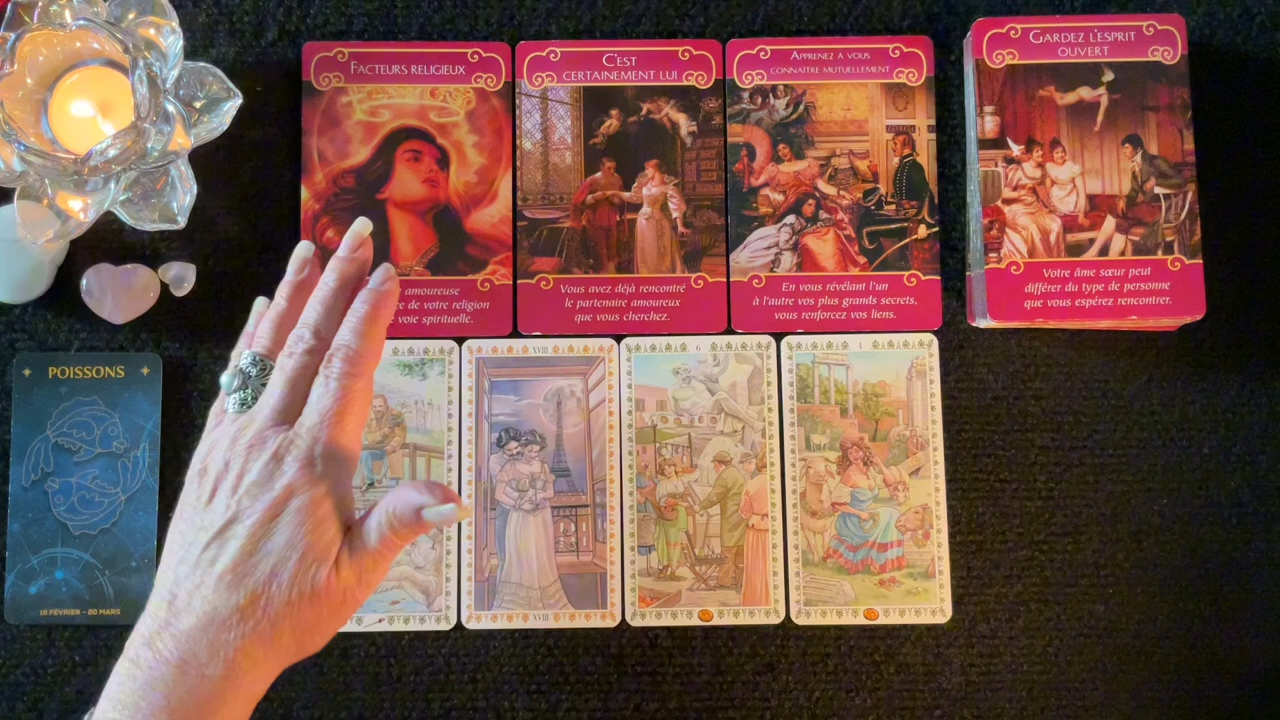 FACTEURS RELIGIEUX
amoureuse
de votre religion
voie spirituelle.
C'EST
CERTAINEMENT LUI
Vous avez déjà rencontré
le partenaire amoureux
que vous cherchez.
APPRENEZ À VOUS
CONNAÎTRE MUTUELLEMENT
En vous révélant l'un
à l'autre vos plus grands secrets,
vous renforcez vos liens.
GARDEZ L'ESPRIT
OUVERT
Votre âme sœur peut
différer du type de personne
que vous espérez rencontrer.
POISSONS
19 FÉVRIER - 20 MARS
XVIII
XVIII
6